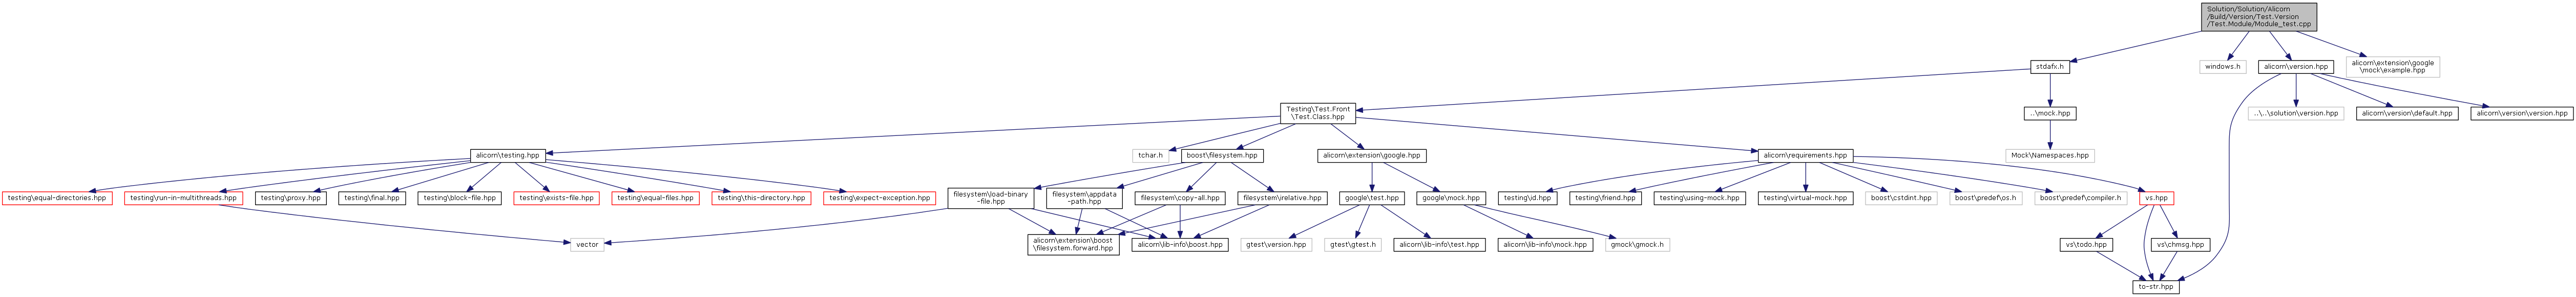 Solution/Solution/Alicorn
/Build/Version/Test.Version
/Test.Module/Module_test.cpp
stdafx.h
windows.h
alicorn\version.hpp
alicorn\extension\google
\mock\example.hpp
Testing\Test.Front
\Test.Class.hpp
..\mock.hpp
..\..\solution\version.hpp
alicorn\version\default.hpp
alicorn\version\version.hpp
alicorn\testing.hpp
tchar.h
boost\filesystem.hpp
alicorn\extension\google.hpp
alicorn\requirements.hpp
Mock\Namespaces.hpp
testing\equal-directories.hpp
testing\run-in-multithreads.hpp
testing\proxy.hpp
testing\final.hpp
testing\block-file.hpp
testing\exists-file.hpp
testing\equal-files.hpp
testing\this-directory.hpp
testing\expect-exception.hpp
filesystem\load-binary
-file.hpp
filesystem\appdata
-path.hpp
filesystem\copy-all.hpp
filesystem\relative.hpp
google\test.hpp
google\mock.hpp
testing\id.hpp
testing\friend.hpp
testing\using-mock.hpp
testing\virtual-mock.hpp
boost\cstdint.hpp
boost\predef\os.h
boost\predef\compiler.h
vs.hpp
vector
alicorn\extension\boost
\filesystem.forward.hpp
alicorn\lib-info\boost.hpp
gtest\version.hpp
gtest\gtest.h
alicorn\lib-info\test.hpp
alicorn\lib-info\mock.hpp
gmock\gmock.h
vs\todo.hpp
vs\chmsg.hpp
to-str.hpp